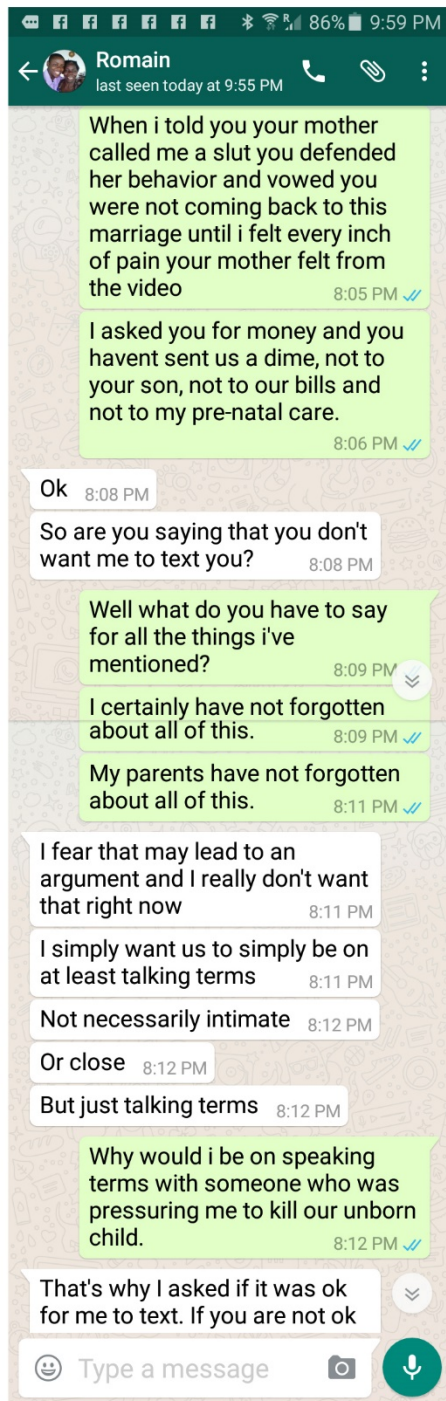 86% 9:59 PM
Romain
last seen today at 9:55 PM
When i told you your mother
called me a slut you defended
her behavior and vowed you
were not coming back to this
marriage until i felt every inch
of pain your mother felt from
the video
8:05 PM
I asked you for money and you
havent sent us a dime, not to
your son, not to our bills and
not to my pre-natal care.
8:06 PM
Ok 8:08 PM
So are you saying that you don't
want me to text you? 8:08 PM
Well what do you have to say
for all the things i've
mentioned? 8:09 PM
I certainly have not forgotten
about all of this. 8:09 PM
My parents have not forgotten
about all of this. 8:11 PM
I fear that may lead to an
argument and I really don't want
that right now 8:11 PM
I simply want us to simply be on
at least talking terms 8:11 PM
Not necessarily intimate 8:12 PM
Or close 8:12 PM
But just talking terms 8:12 PM
Why would i be on speaking
terms with someone who was
pressuring me to kill our unborn
child. 8:12 PM
That's why I asked if it was ok
for me to text. If you are not ok
Type a message